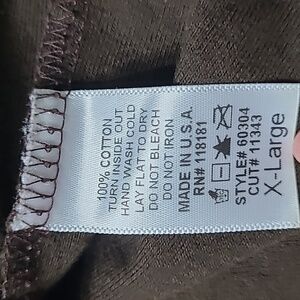 100% COTTON
TURN INSIDE OUT
HAND WASH COLD
LAY FLAT TO DRY
DO NOT BLEACH
DO NOT IRON
MADE IN U.S.A.
RN# 118181
STYLE# 60304
CUT# 11343
X-Large